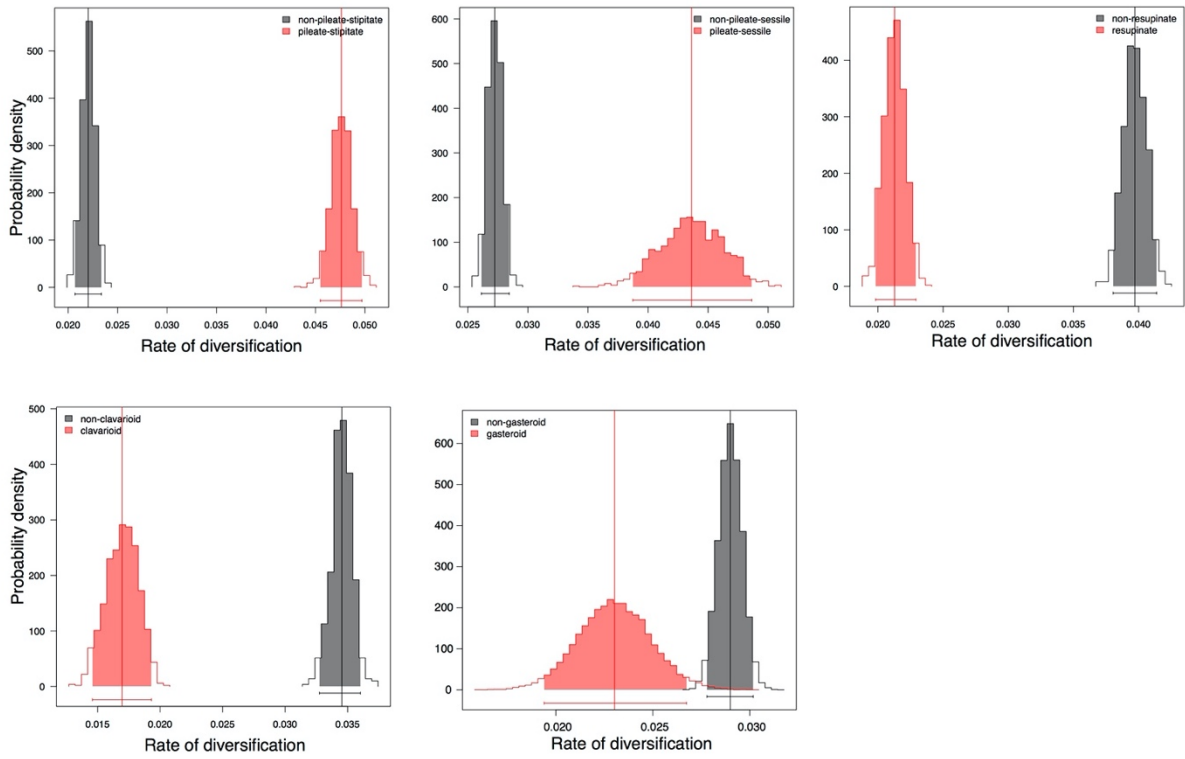 non-pileate-stipitate
pileate-stipitate
500
400
300
200
100
0
Probability density
0.020 0.025 0.030 0.035 0.040 0.045 0.050
Rate of diversification
non-pileate-sessile
pileate-sessile
600
500
400
300
200
100
0
0.025 0.030 0.035 0.040 0.045 0.050
Rate of diversification
non-resupinate
resupinate
400
300
200
100
0
0.020 0.025 0.030 0.035 0.040
Rate of diversification
non-clavarioid
clavarioid
500
400
300
200
100
0
Probability density
0.015 0.020 0.025 0.030 0.035
Rate of diversification
non-gasteroid
gasteroid
600
500
400
300
200
100
0
0.020 0.025 0.030
Rate of diversification